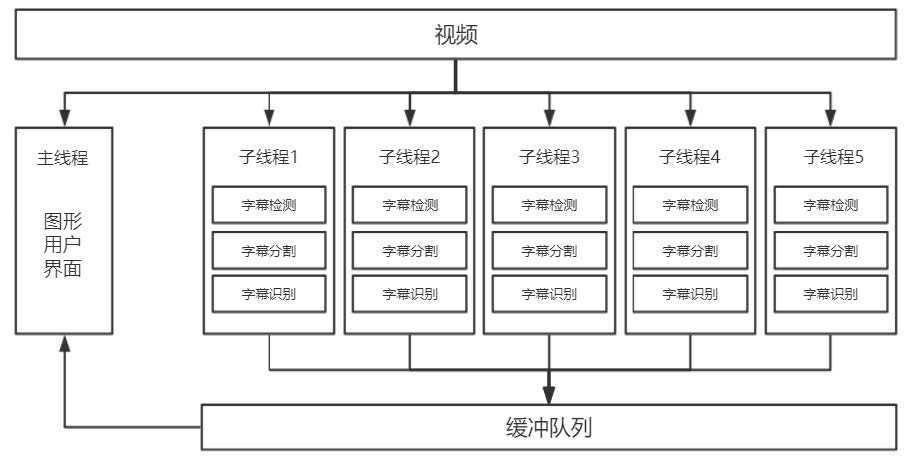 视频
主线程
图形
用户
界面
子线程1
字幕检测
字幕分割
字幕识别
子线程2
字幕检测
字幕分割
字幕识别
子线程3
字幕检测
字幕分割
字幕识别
子线程4
字幕检测
字幕分割
字幕识别
子线程5
字幕检测
字幕分割
字幕识别
缓冲队列